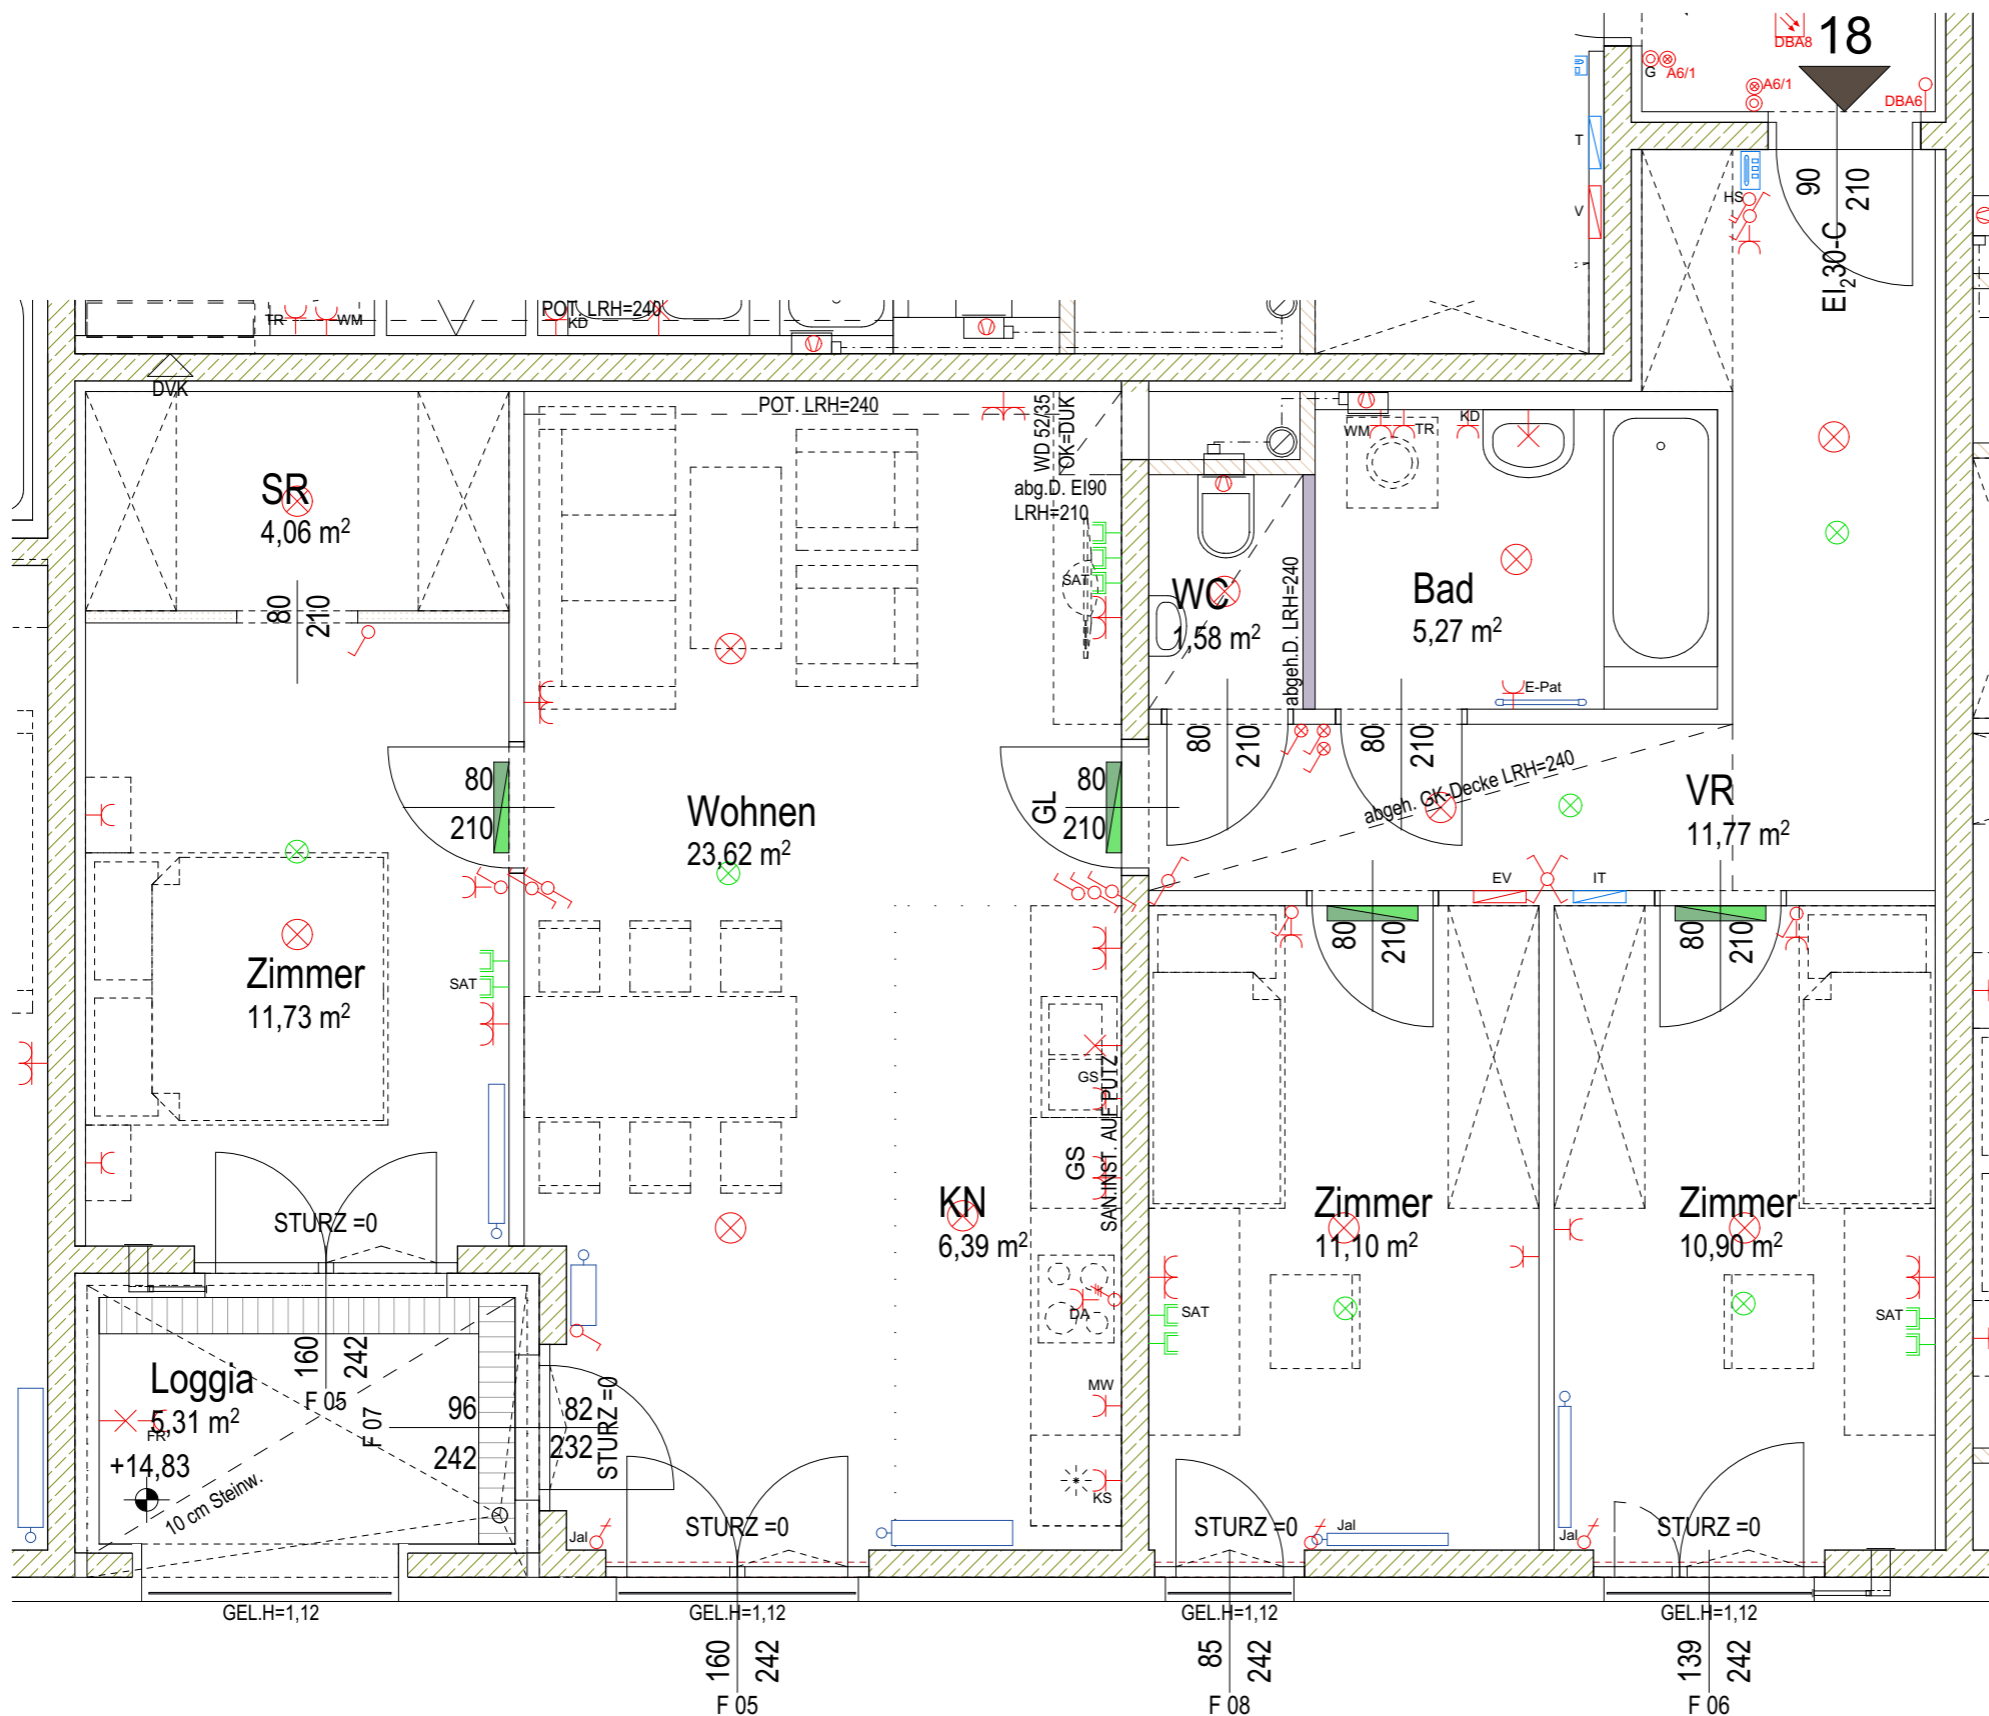 DBA8
18
G
A6/1
A6/1
DBA6
T
V
HS
90
210
EI₂30-C
TR
WM
POT. LRH=240
KD
DVK
POT. LRH=240
WD 52/35
OK=DUK
abg.D. EI90
LRH=210
WM
TR
KD
SR
4,06 m²
80
210
SAT
WC
1,58 m²
abgeh.D. LRH=240
Bad
5,27 m²
E-Pat
80
210
80
210
80
210
Wohnen
23,62 m²
GL
80
210
abgeh. GK-Decke LRH=240
VR
11,77 m²
EV
IT
80
210
80
210
Zimmer
11,73 m²
SAT
GS
GS
SAN.INST. AUF PUTZ
KN
6,39 m²
Zimmer
11,10 m²
Zimmer
10,90 m²
STURZ =0
DA
SAT
SAT
160
242
F 05
Loggia
5,31 m²
FR
+14,83
10 cm Steinw.
F 07
96
242
82
232
STURZ =0
MW
KS
Jal
STURZ =0
STURZ =0
Jal
Jal
STURZ =0
GEL.H=1,12
GEL.H=1,12
GEL.H=1,12
GEL.H=1,12
160
242
F 05
85
242
F 08
139
242
F 06